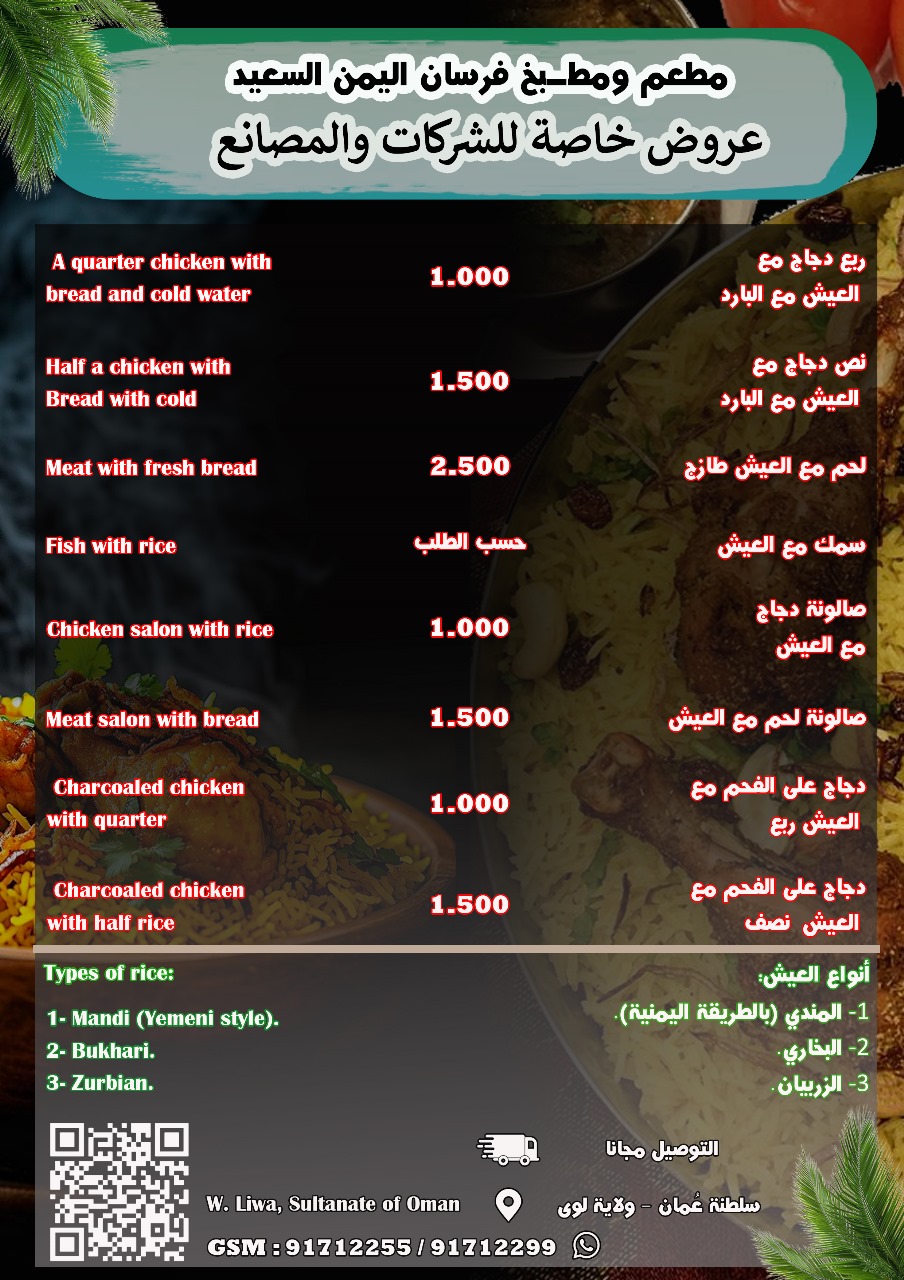 مطعم ومطبخ فرسان اليمن السعيد
عروض خاصة للشركات والمصانع
A quarter chicken with
bread and cold water
1.000
ربع دجاج مع
العيش مع البارد
Half a chicken with
Bread with cold
1.500
نص دجاج مع
العيش مع البارد
Meat with fresh bread
2.500
لحم مع العيش طازج
Fish with rice
حسب الطلب
سمك مع العيش
Chicken salon with rice
1.000
صالونة دجاج
مع العيش
Meat salon with bread
1.500
صالونة لحم مع العيش
Charcoaled chicken
with quarter
1.000
دجاج على الفحم مع
العيش ربع
Charcoaled chicken
with half rice
1.500
دجاج على الفحم مع
العيش نصف
Types of rice:
1- Mandi (Yemeni style).
2- Bukhari.
3- Zurbian.
أنواع العيش:
1- المندي (بالطريقة اليمنية).
2- البخاري.
3- الزربيان.
التوصيل مجانا
W. Liwa, Sultanate of Oman
سلطنة عُمان - ولاية لوى
GSM : 91712255 / 91712299